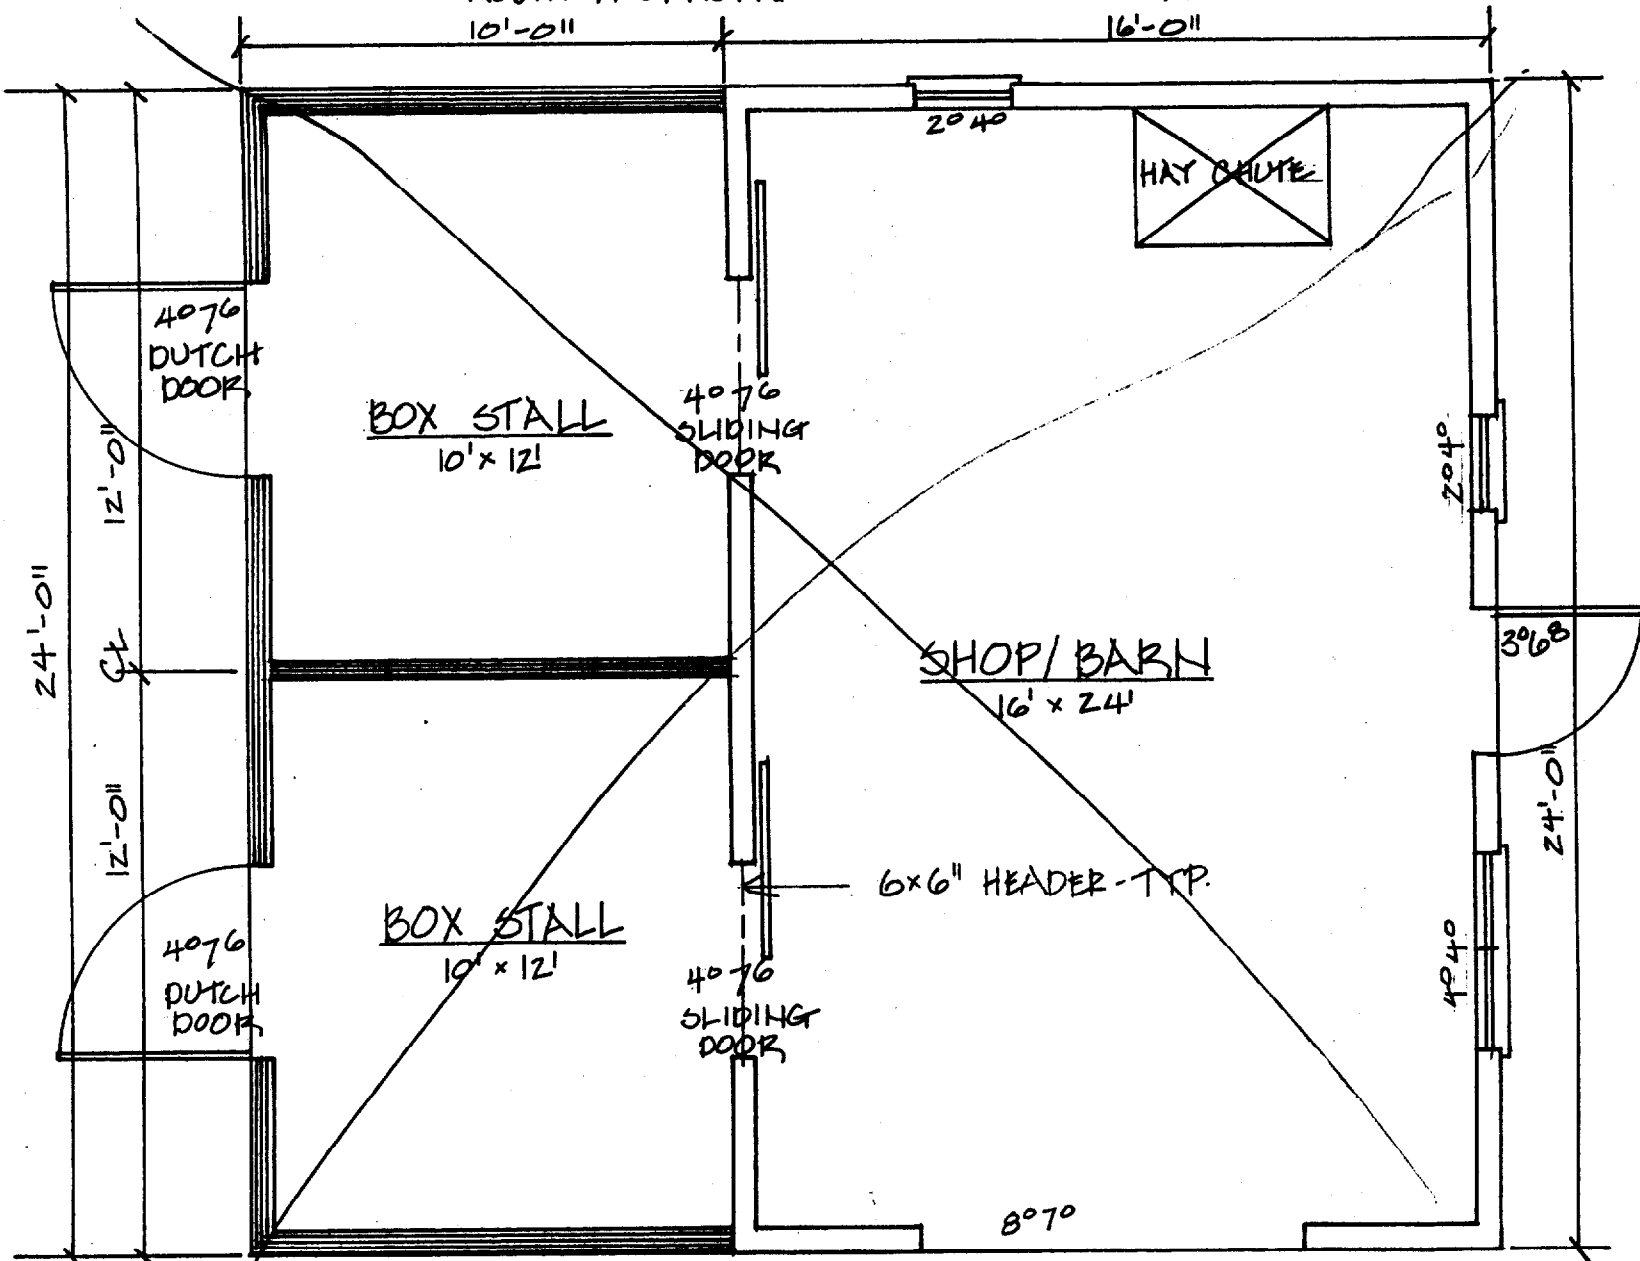 10'-0"
16'-0"
2⁰4⁰
HAY CHUTE
4⁰7⁶
DUTCH
DOOR
BOX STALL
10' x 12'
4⁰7⁶
SLIDING
DOOR
12'-0"
2⁰4⁰
24'-0"
C̵L
3⁰6⁸
SHOP/BARN
16' x 24'
12'-0"
24'-0"
6x6" HEADER-TYP.
BOX STALL
10' x 12'
4⁰7⁶
DUTCH
DOOR
4⁰7⁶
SLIDING
DOOR
4⁰4⁰
8⁰7⁰